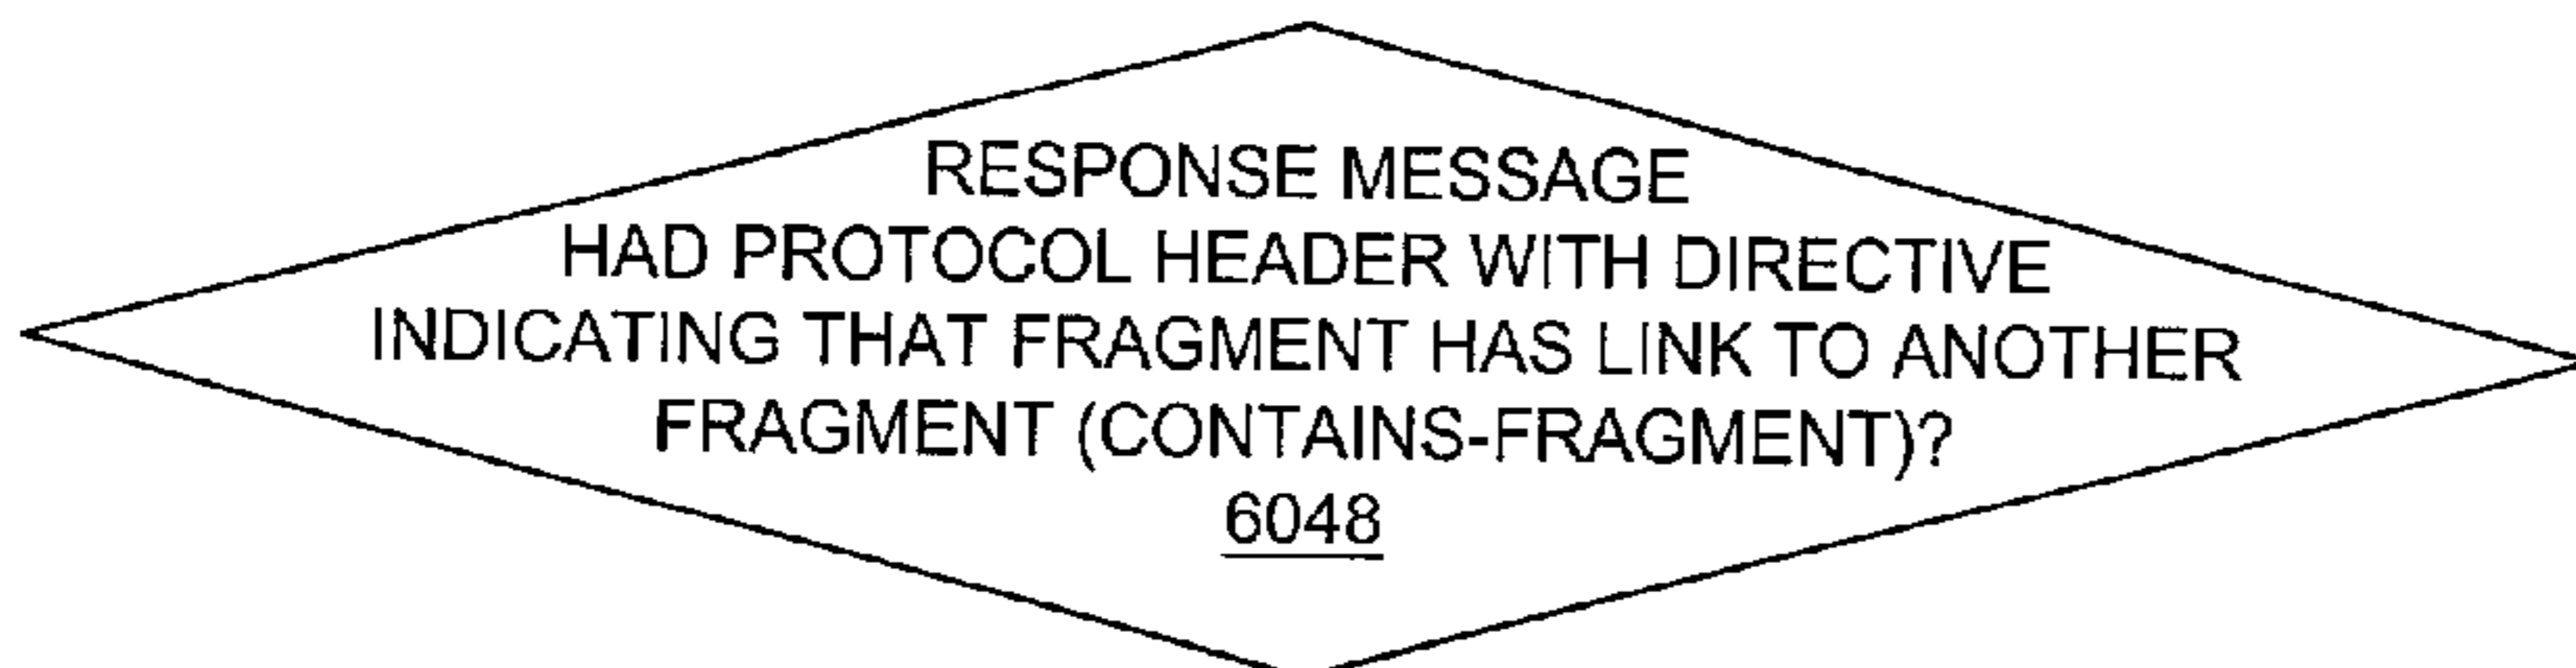 RESPONSE MESSAGE
HAD PROTOCOL HEADER WITH DIRECTIVE
INDICATING THAT FRAGMENT HAS LINK TO ANOTHER
FRAGMENT (CONTAINS-FRAGMENT)?
6048